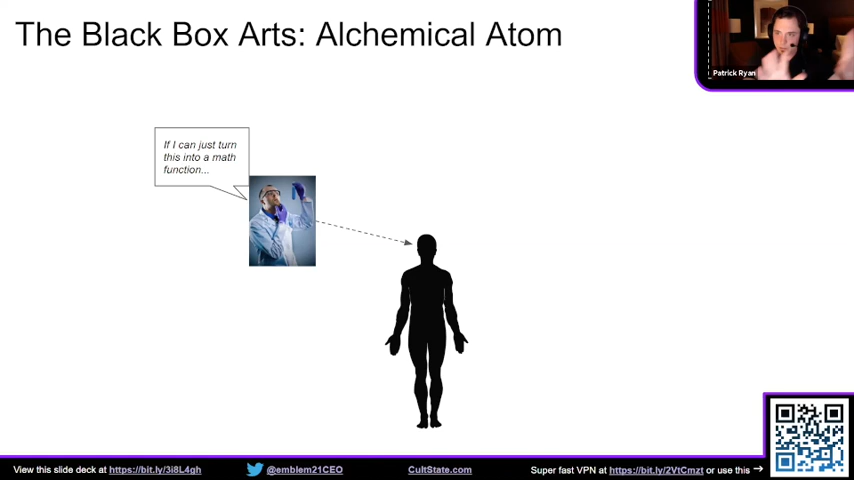 The Black Box Arts: Alchemical Atom
Patrick Ryan
If I can just turn
this into a math
function...
View this slide deck at https://bit.ly/3i8L4gh
@emblem21CEO
CultState.com
Super fast VPN at https://bit.ly/2VtCmzt or use this